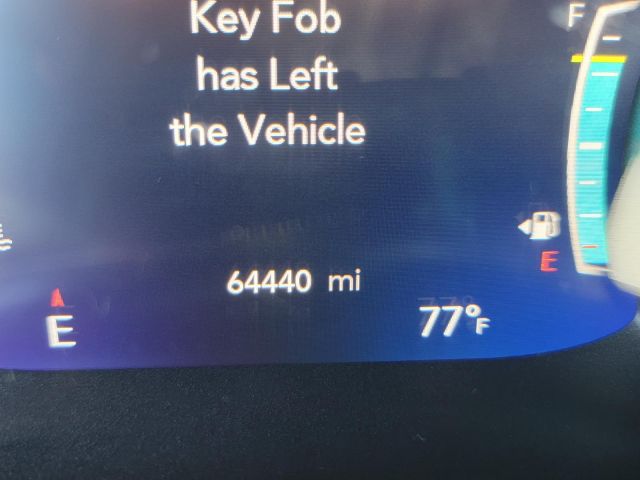 Key Fob
has Left
the Vehicle
F
E
64440 mi
E
77°F